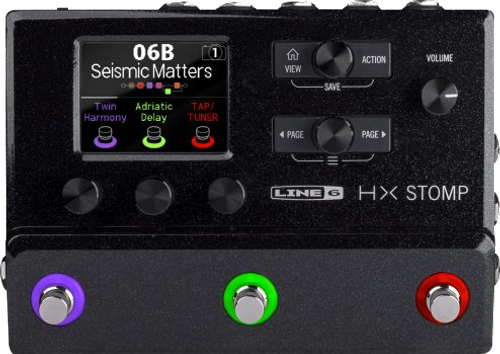 06B
1
Seismic Matters
Twin Harmony
Adriatic Delay
TAP/ TUNER
VIEW
ACTION
SAVE
VOLUME
PAGE
PAGE
LINE 6
HX STOMP